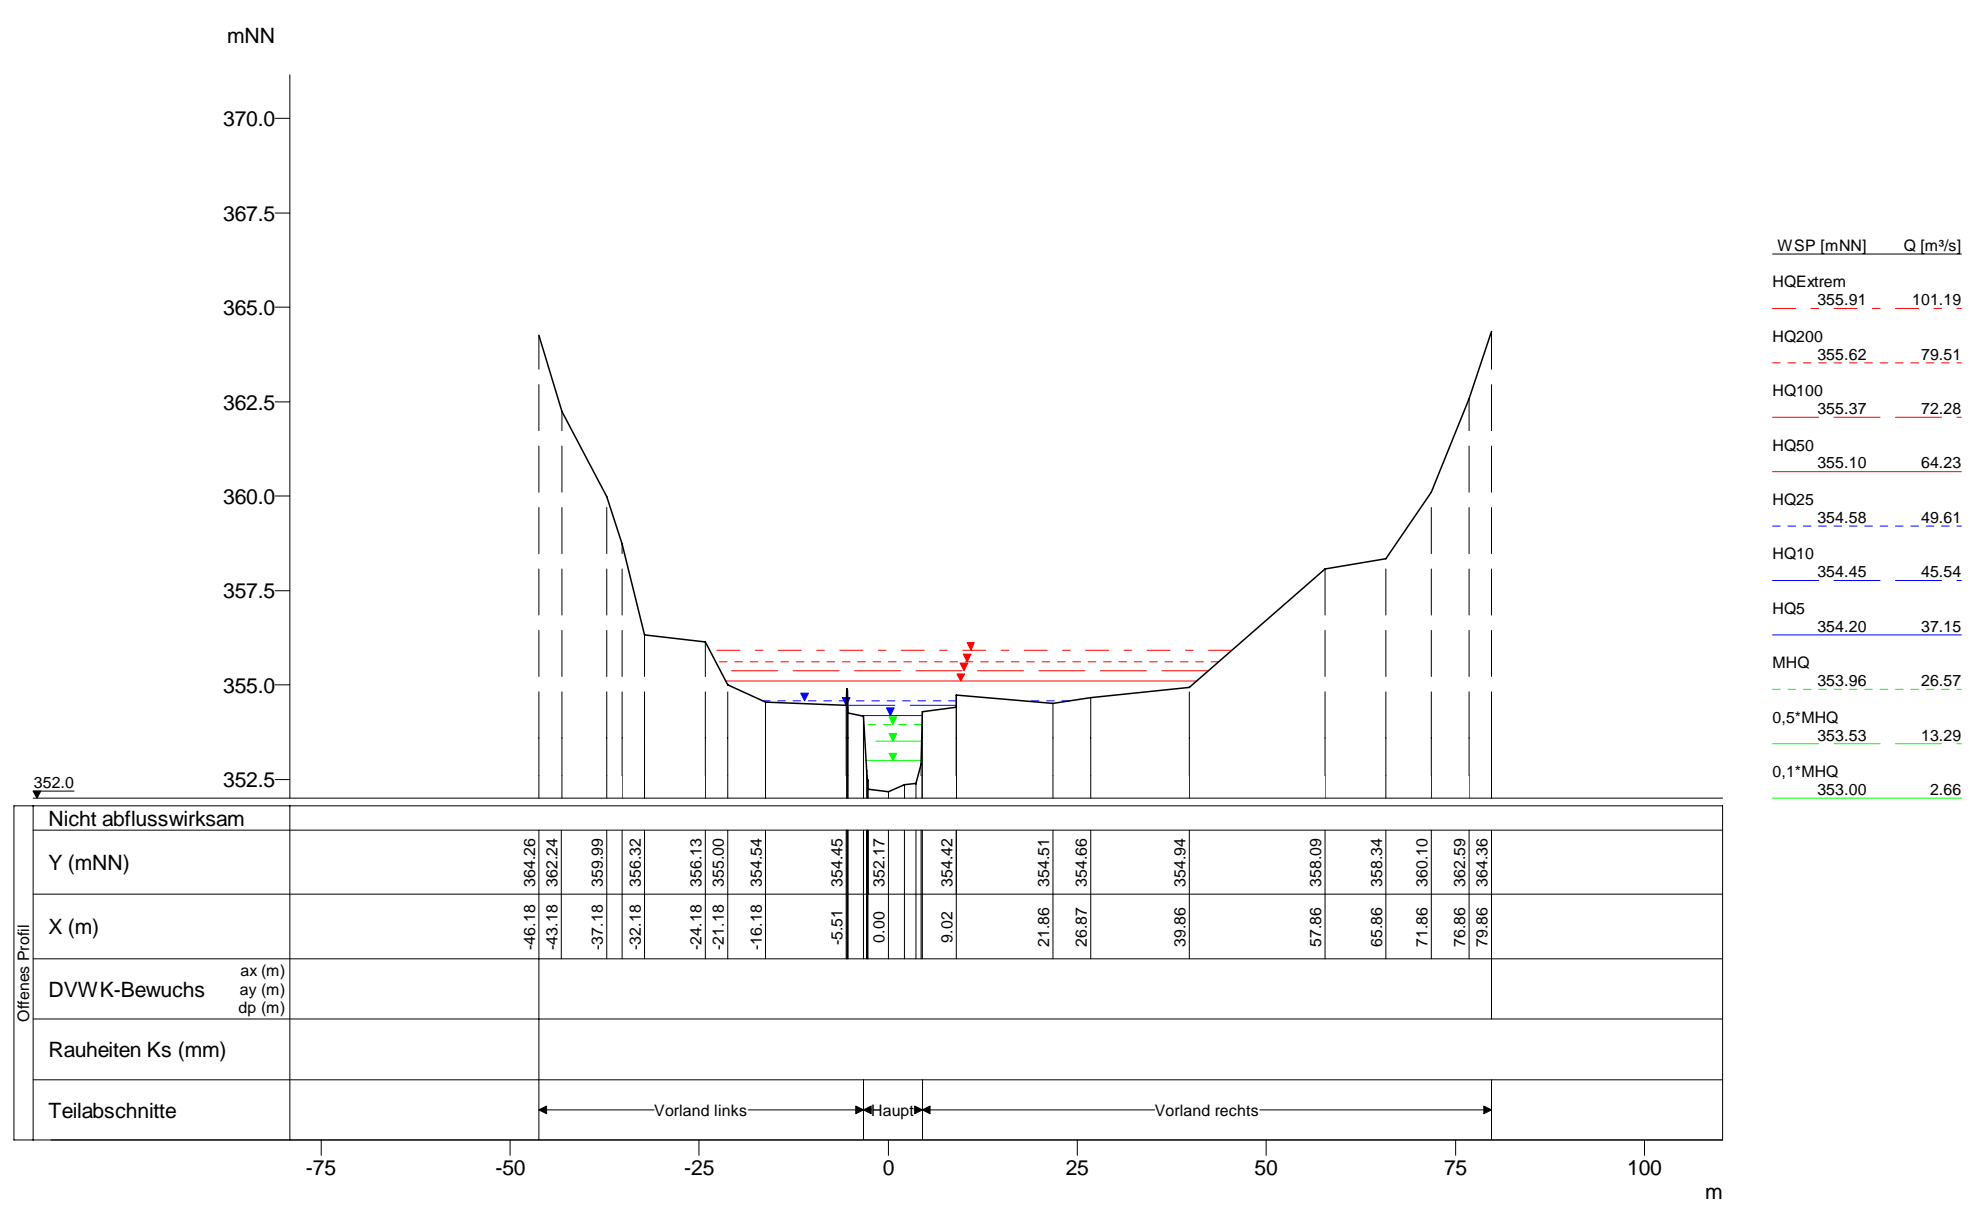 mNN
370.0
367.5
365.0
362.5
360.0
357.5
355.0
352.5
352.0
WSP [mNN] Q [m³/s]
HQExtrem
355.91 101.19
HQ200
355.62 79.51
HQ100
355.37 72.28
HQ50
355.10 64.23
HQ25
354.58 49.61
HQ10
354.45 45.54
HQ5
354.20 37.15
MHQ
353.96 26.57
0,5*MHQ
353.53 13.29
0,1*MHQ
353.00 2.66
Offenes Profil
Nicht abflusswirksam
Y (mNN) 364.26 362.24 359.99 356.32 356.13 355.00 354.54 354.45 352.17 354.42 354.51 354.66 354.94 358.09 358.34 360.10 362.59 364.36
X (m) -46.18 -43.18 -37.18 -32.18 -24.18 -21.18 -16.18 -5.51 0.00 9.02 21.86 26.87 39.86 57.86 65.86 71.86 76.86 79.86
DVWK-Bewuchs
ax (m)
ay (m)
dp (m)
Rauheiten Ks (mm)
Teilabschnitte Vorland links Haupt Vorland rechts
-75 -50 -25 0 25 50 75 100
m